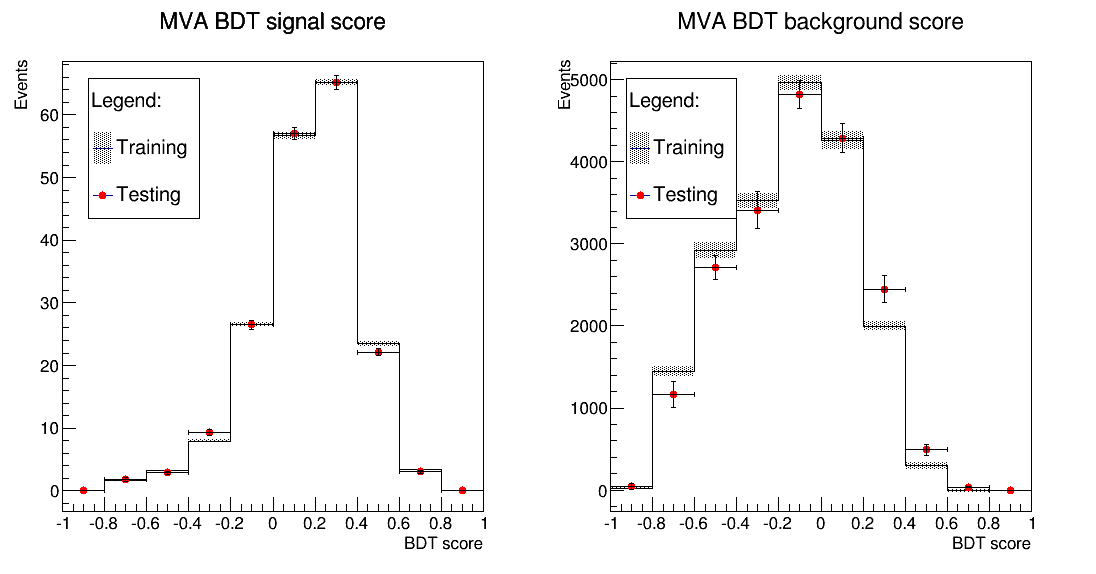 MVA BDT signal score
Events
Legend:
Training
Testing
60
50
40
30
20
10
0
-1 -0.8 -0.6 -0.4 -0.2 0 0.2 0.4 0.6 0.8 1
BDT score
MVA BDT background score
Events
Legend:
Training
Testing
5000
4000
3000
2000
1000
0
-1 -0.8 -0.6 -0.4 -0.2 0 0.2 0.4 0.6 0.8 1
BDT score